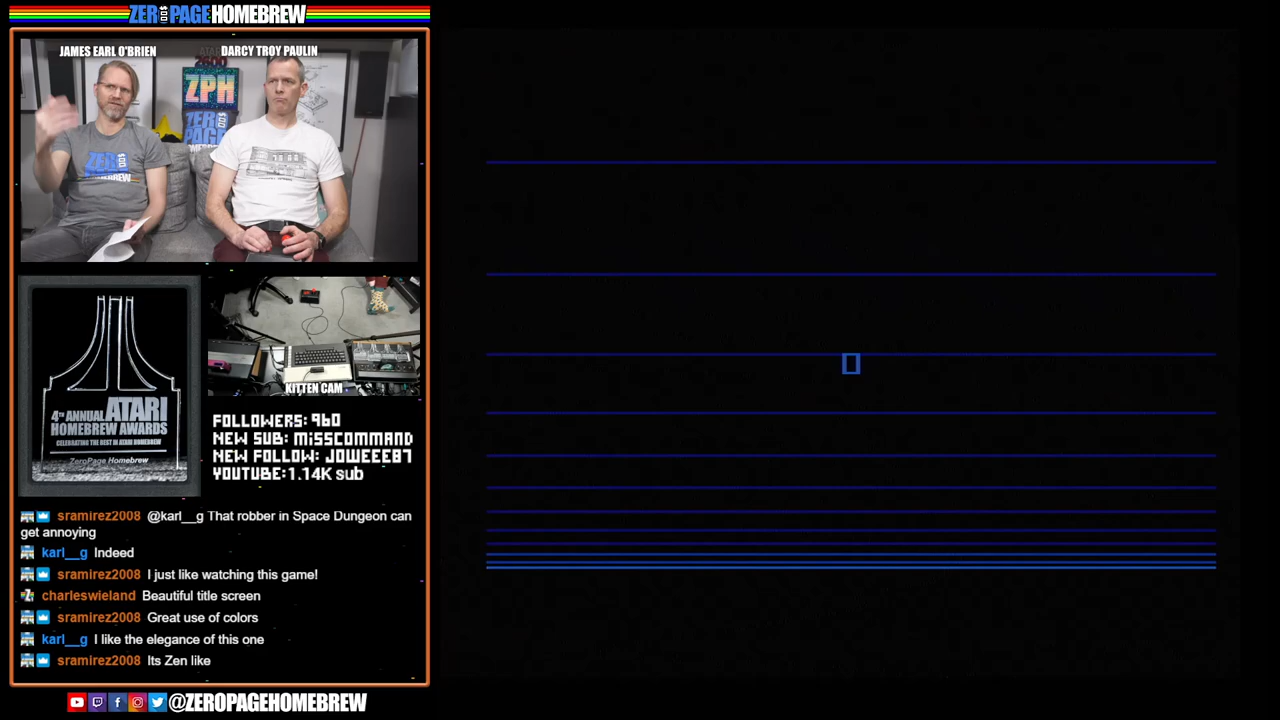 ZEROPAGE HOMEBREW
JAMES EARL O'BRIEN
DARCY TROY PAULIN
2600
ZPH
ZERO
HOMEBREW
4TH ANNUAL ATARI
HOMEBREW AWARDS
CELEBRATING THE BEST IN ATARI HOMEBREW
ZeroPage Homebrew
KITTEN CAM
FOLLOWERS: 960
NEW SUB: MISSCOMMAND
NEW FOLLOW: JOWEEE87
YOUTUBE:1.14K sub
sramirez2008 @karl__g That robber in Space Dungeon can
get annoying
karl__g Indeed
sramirez2008 I just like watching this game!
charleswieland Beautiful title screen
sramirez2008 Great use of colors
karl__g I like the elegance of this one
sramirez2008 Its Zen like
@ZEROPAGEHOMEBREW